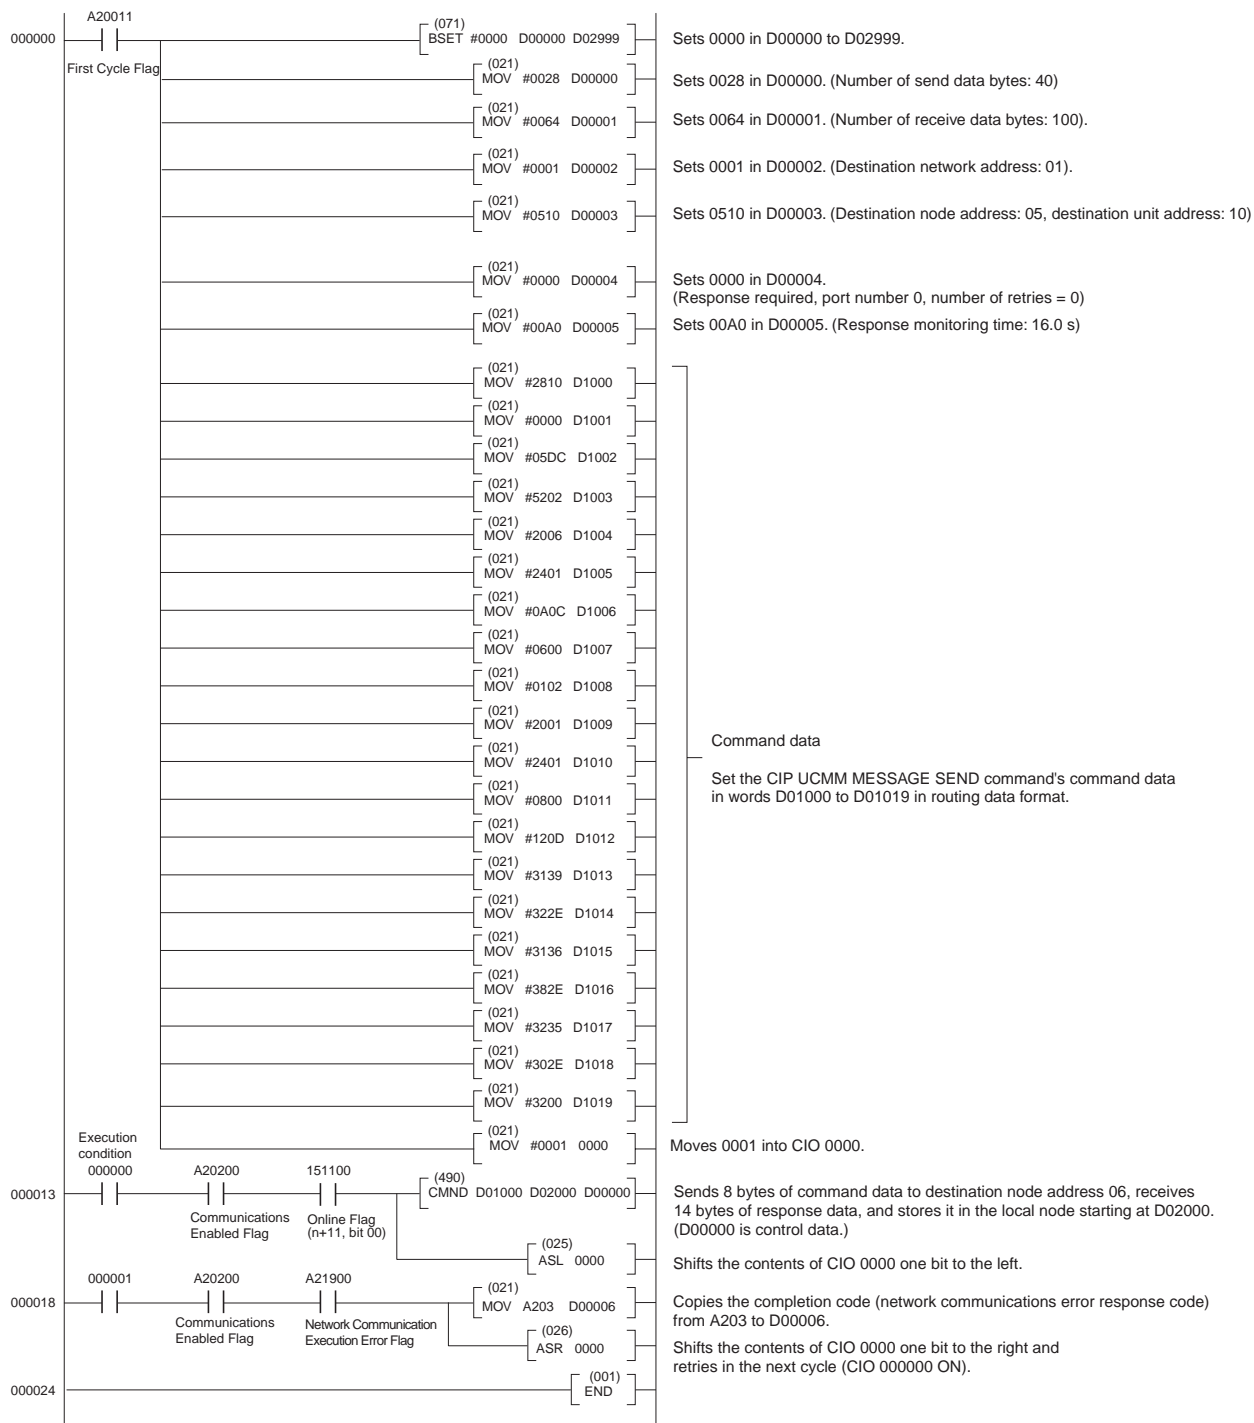 A20011
000000
First Cycle Flag
(071)
BSET #0000 D00000 D02999
Sets 0000 in D00000 to D02999.
(021)
MOV #0028 D00000
Sets 0028 in D00000. (Number of send data bytes: 40)
(021)
MOV #0064 D00001
Sets 0064 in D00001. (Number of receive data bytes: 100).
(021)
MOV #0001 D00002
Sets 0001 in D00002. (Destination network address: 01).
(021)
MOV #0510 D00003
Sets 0510 in D00003. (Destination node address: 05, destination unit address: 10)
(021)
MOV #0000 D00004
Sets 0000 in D00004.
(Response required, port number 0, number of retries = 0)
(021)
MOV #00A0 D00005
Sets 00A0 in D00005. (Response monitoring time: 16.0 s)
(021)
MOV #2810 D1000
(021)
MOV #0000 D1001
(021)
MOV #05DC D1002
(021)
MOV #5202 D1003
(021)
MOV #2006 D1004
(021)
MOV #2401 D1005
(021)
MOV #0A0C D1006
(021)
MOV #0600 D1007
(021)
MOV #0102 D1008
(021)
MOV #2001 D1009
(021)
MOV #2401 D1010
(021)
MOV #0800 D1011
(021)
MOV #120D D1012
(021)
MOV #3139 D1013
(021)
MOV #322E D1014
(021)
MOV #3136 D1015
(021)
MOV #382E D1016
(021)
MOV #3235 D1017
(021)
MOV #302E D1018
(021)
MOV #3200 D1019
Command data
Set the CIP UCMM MESSAGE SEND command's command data
in words D01000 to D01019 in routing data format.
(021)
MOV #0001 0000
Moves 0001 into CIO 0000.
Execution
condition
000000 A20200 151100
000013
Communications
Enabled Flag
Online Flag
(n+11, bit 00)
(490)
CMND D01000 D02000 D00000
Sends 8 bytes of command data to destination node address 06, receives
14 bytes of response data, and stores it in the local node starting at D02000.
(D00000 is control data.)
(025)
ASL 0000
Shifts the contents of CIO 0000 one bit to the left.
000001 A20200 A21900
000018
Communications
Enabled Flag
Network Communication
Execution Error Flag
(021)
MOV A203 D00006
Copies the completion code (network communications error response code)
from A203 to D00006.
(026)
ASR 0000
Shifts the contents of CIO 0000 one bit to the right and
retries in the next cycle (CIO 000000 ON).
000024
(001)
END